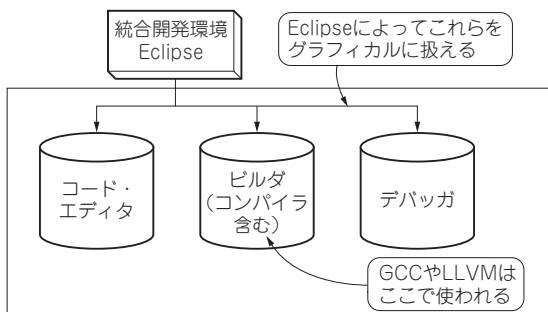 統合開発環境
Eclipse
Eclipseによってこれらを
グラフィカルに扱える
コード・
エディタ
ビルダ
(コンパイラ
含む)
デバッガ
GCCやLLVMは
ここで使われる